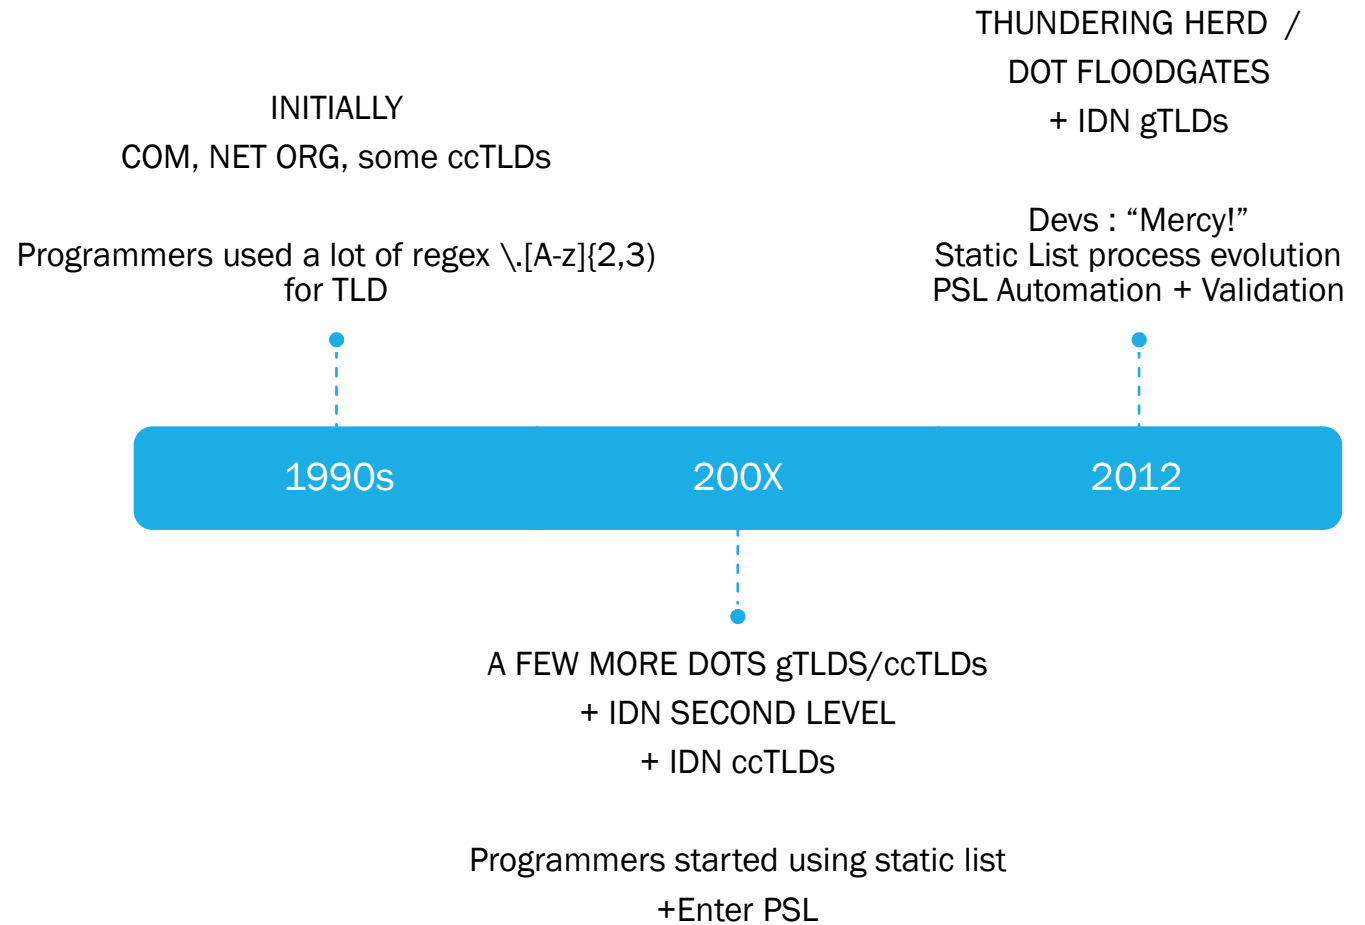 INITIALLY
COM, NET ORG, some ccTLDs
Programmers used a lot of regex \.[A-z]{2,3)
for TLD
THUNDERING HERD /
DOT FLOODGATES
+ IDN gTLDs
Devs : “Mercy!”
Static List process evolution
PSL Automation + Validation
1990s
200X
2012
A FEW MORE DOTS gTLDS/ccTLDs
+ IDN SECOND LEVEL
+ IDN ccTLDs
Programmers started using static list
+Enter PSL